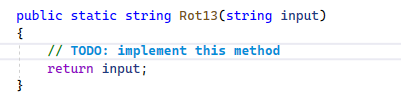 public static string Rot13(string input)
{
    // TODO: implement this method
    return input;
}